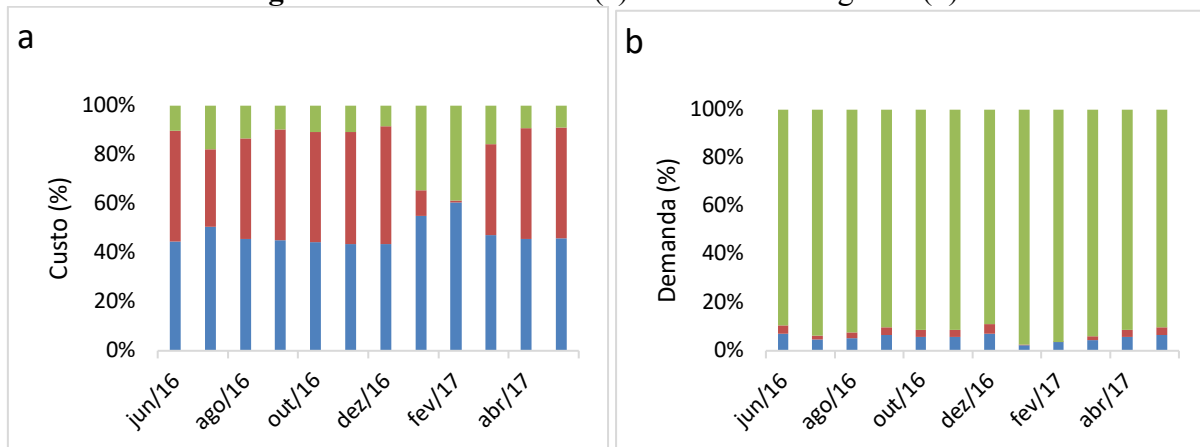 a
100%
80%
60%
40%
20%
0%
Custo (%)
jun/16
ago/16
out/16
dez/16
fev/17
abr/17
b
100%
80%
60%
40%
20%
0%
Demanda (%)
jun/16
ago/16
out/16
dez/16
fev/17
abr/17